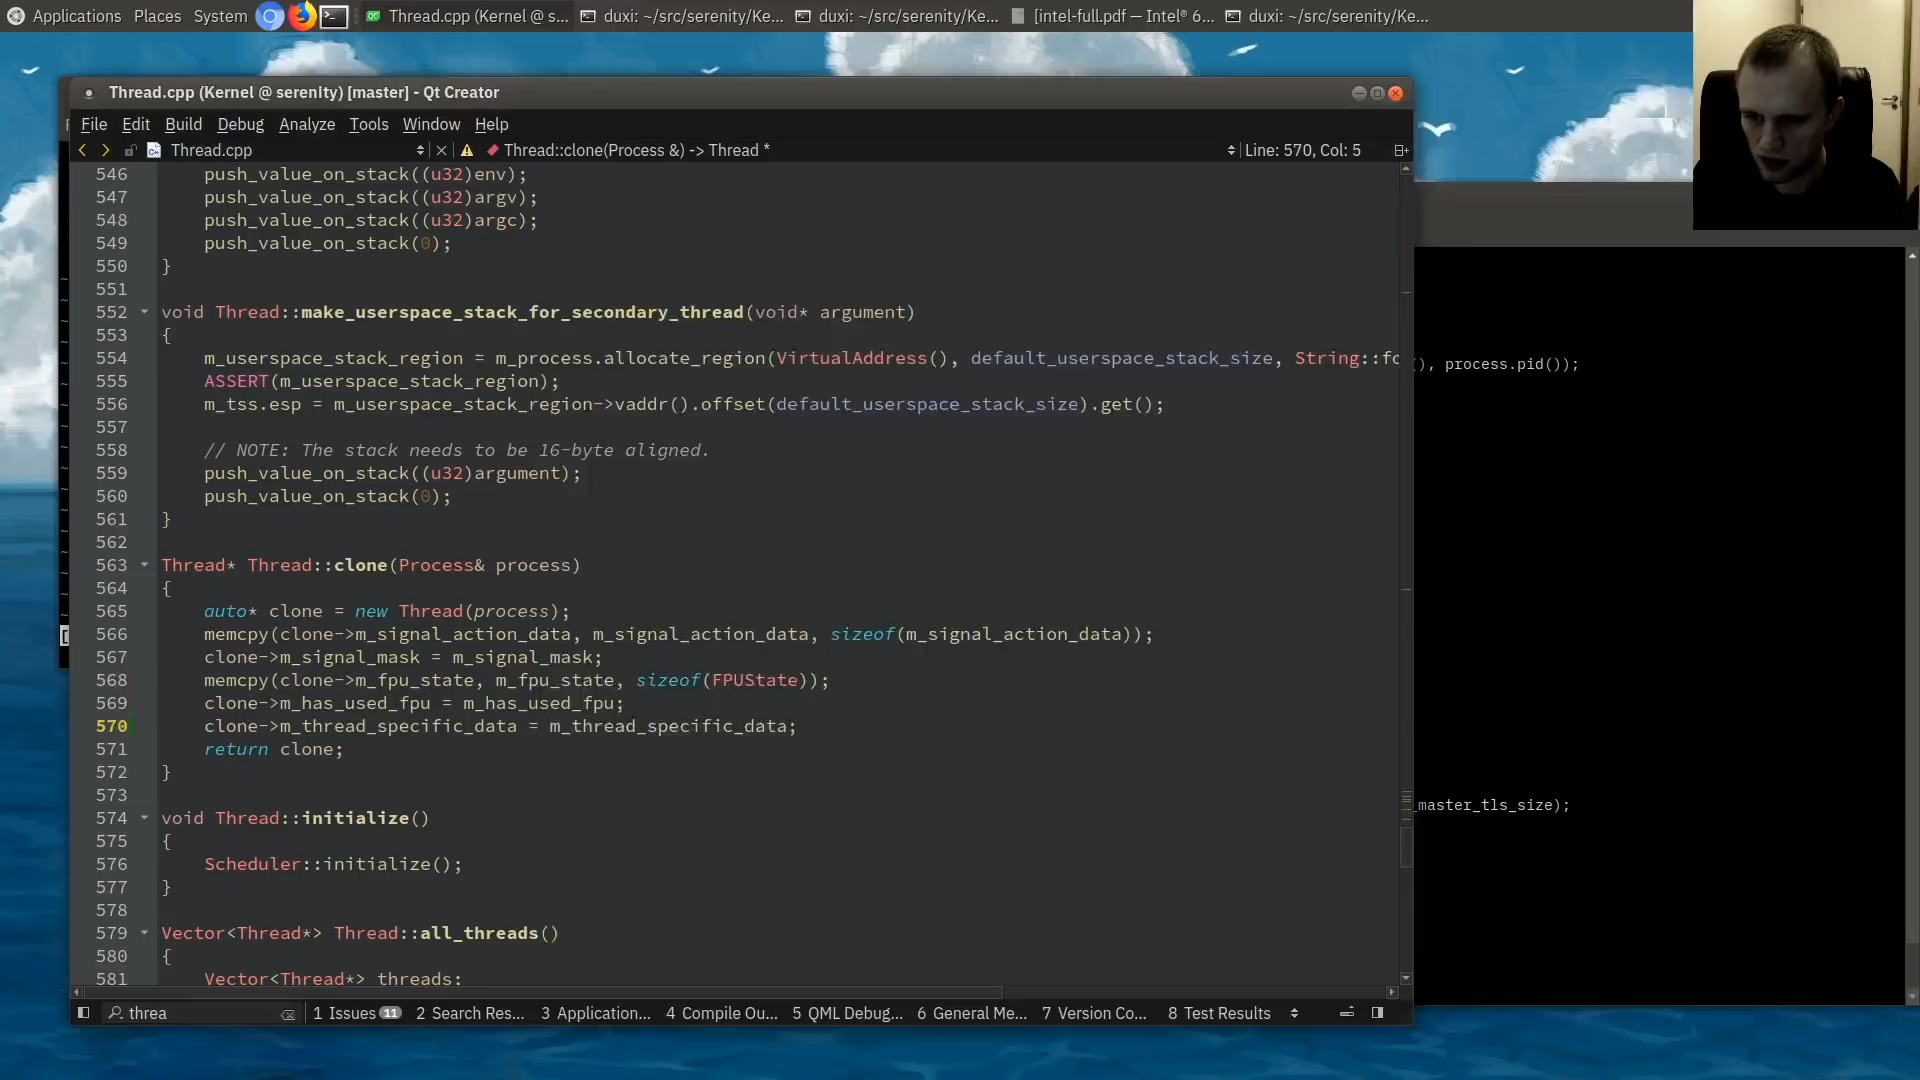 Applications Places System Thread.cpp (Kernel @ s... duxi: ~/src/serenity/Ke... duxi: ~/src/serenity/Ke... [intel-full.pdf — Intel® 6... duxi: ~/src/serenity/Ke...
Thread.cpp (Kernel @ serenity) [master] - Qt Creator
File Edit Build Debug Analyze Tools Window Help
Thread.cpp Thread::clone(Process &) -> Thread * Line: 570, Col: 5
546 push_value_on_stack((u32)env);
547 push_value_on_stack((u32)argv);
548 push_value_on_stack((u32)argc);
549 push_value_on_stack(0);
550 }
551
552 void Thread::make_userspace_stack_for_secondary_thread(void* argument)
553 {
554 m_userspace_stack_region = m_process.allocate_region(VirtualAddress(), default_userspace_stack_size, String::fo
(), process.pid());
555 ASSERT(m_userspace_stack_region);
556 m_tss.esp = m_userspace_stack_region->vaddr().offset(default_userspace_stack_size).get();
557
558 // NOTE: The stack needs to be 16-byte aligned.
559 push_value_on_stack((u32)argument);
560 push_value_on_stack(0);
561 }
562
563 Thread* Thread::clone(Process& process)
564 {
565 auto* clone = new Thread(process);
566 memcpy(clone->m_signal_action_data, m_signal_action_data, sizeof(m_signal_action_data));
567 clone->m_signal_mask = m_signal_mask;
568 memcpy(clone->m_fpu_state, m_fpu_state, sizeof(FPUState));
569 clone->m_has_used_fpu = m_has_used_fpu;
570 clone->m_thread_specific_data = m_thread_specific_data;
571 return clone;
572 }
573
_master_tls_size);
574 void Thread::initialize()
575 {
576 Scheduler::initialize();
577 }
578
579 Vector<Thread*> Thread::all_threads()
580 {
581 Vector<Thread*> threads;
threa 1 Issues 11 2 Search Res... 3 Application... 4 Compile Ou... 5 QML Debug... 6 General Me... 7 Version Co... 8 Test Results